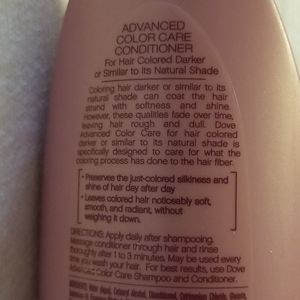 ADVANCED
COLOR CARE
CONDITIONER
For Hair Colored Darker
or Similar to Its Natural Shade
Coloring hair darker or similar to its
natural shade can coat the hair
strand with softness and shine.
However, these qualities fade over time,
leaving hair rough and dull. Dove
Advanced Color Care for hair colored
darker or similar to its natural shade is
specifically designed to care for what the
coloring process has done to the hair fiber.
• Preserves the just-colored silkiness and
shine of hair day after day
• Leaves colored hair noticeably soft,
smooth, and radiant, without
weighing it down.
DIRECTIONS: Apply daily after shampooing.
Massage conditioner through hair and rinse
thoroughly after 1 to 3 minutes. May be used every
time you wash your hair. For best results, use Dove
Advanced Color Care Shampoo and Conditioner.
INGREDIENTS: Water (Aqua), Cetearyl Alcohol,